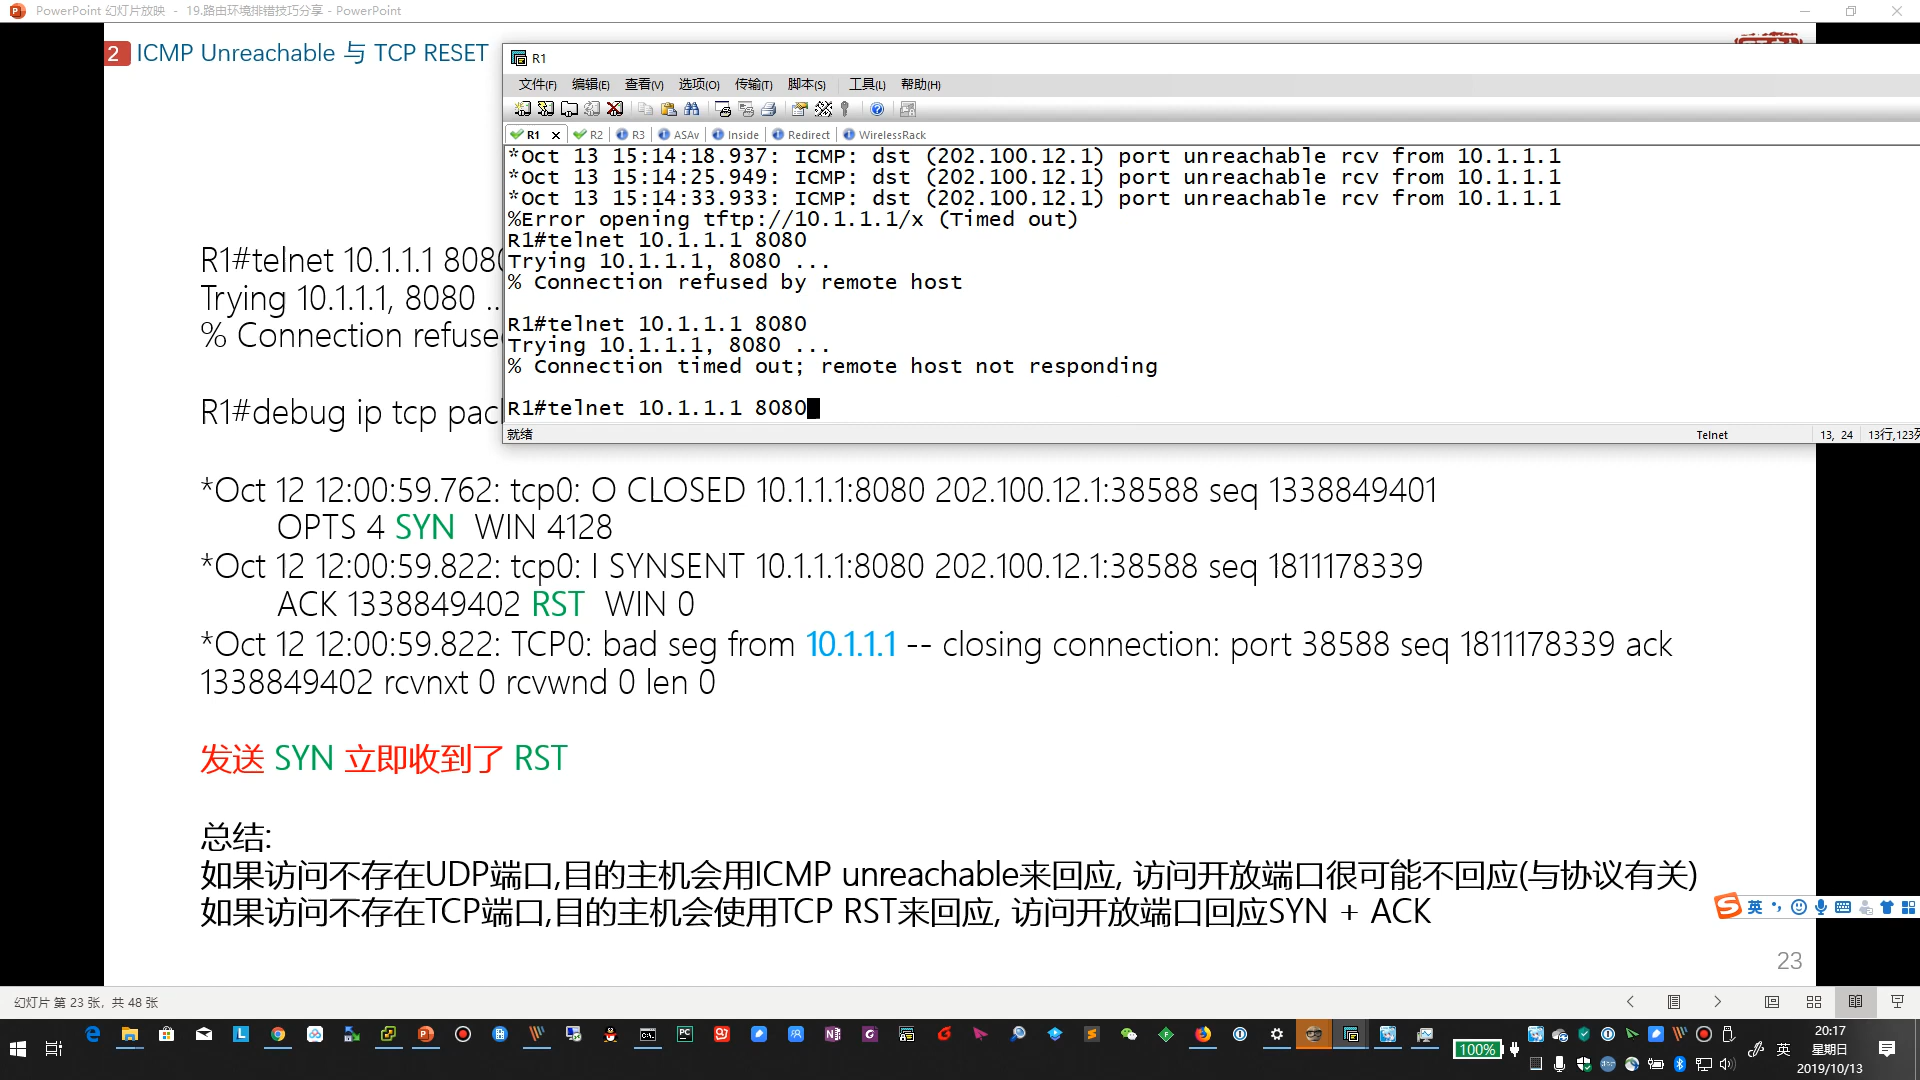 PowerPoint 幻灯片放映 - 19.路由环境排错技巧分享 - PowerPoint
2 ICMP Unreachable 与 TCP RESET
R1
文件(F) 编辑(E) 查看(V) 选项(O) 传输(T) 脚本(S) 工具(L) 帮助(H)
R1 R2 R3 ASAv Inside Redirect WirelessRack
*Oct 13 15:14:18.937: ICMP: dst (202.100.12.1) port unreachable rcv from 10.1.1.1
*Oct 13 15:14:25.949: ICMP: dst (202.100.12.1) port unreachable rcv from 10.1.1.1
*Oct 13 15:14:33.933: ICMP: dst (202.100.12.1) port unreachable rcv from 10.1.1.1
%Error opening tftp://10.1.1.1/x (Timed out)
R1#telnet 10.1.1.1 8080
Trying 10.1.1.1, 8080 ...
% Connection refused by remote host
R1#telnet 10.1.1.1 8080
Trying 10.1.1.1, 8080 ...
% Connection timed out; remote host not responding
R1#telnet 10.1.1.1 8080
就绪 Telnet 13, 24 13行,123列
R1#telnet 10.1.1.1 8080
Trying 10.1.1.1, 8080 ..
% Connection refuse
R1#debug ip tcp pac
*Oct 12 12:00:59.762: tcp0: O CLOSED 10.1.1.1:8080 202.100.12.1:38588 seq 1338849401
OPTS 4 SYN WIN 4128
*Oct 12 12:00:59.822: tcp0: I SYNSENT 10.1.1.1:8080 202.100.12.1:38588 seq 1811178339
ACK 1338849402 RST WIN 0
*Oct 12 12:00:59.822: TCP0: bad seg from 10.1.1.1 -- closing connection: port 38588 seq 1811178339 ack
1338849402 rcvnxt 0 rcvwnd 0 len 0
发送 SYN 立即收到了 RST
总结:
如果访问不存在UDP端口,目的主机会用ICMP unreachable来回应, 访问开放端口很可能不回应(与协议有关)
如果访问不存在TCP端口,目的主机会使用TCP RST来回应, 访问开放端口回应SYN + ACK
英
23
幻灯片 第 23 张, 共 48 张
100%
英
20:17
星期日
2019/10/13